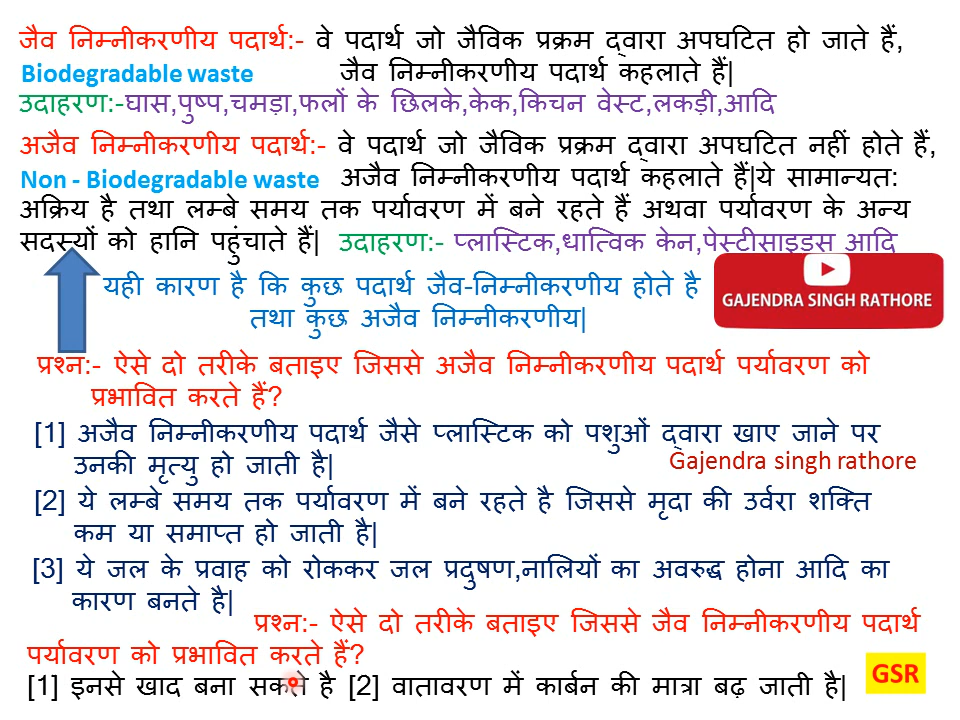 जैव निम्नीकरणीय पदार्थ:- वे पदार्थ जो जैविक प्रक्रम द्वारा अपघटित हो जाते हैं,
Biodegradable waste जैव निम्नीकरणीय पदार्थ कहलाते हैं|
उदाहरण:-घास,पुष्प,चमड़ा,फलों के छिलके,केक,किचन वेस्ट,लकड़ी,आदि
अजैव निम्नीकरणीय पदार्थ:- वे पदार्थ जो जैविक प्रक्रम द्वारा अपघटित नहीं होते हैं,
Non - Biodegradable waste अजैव निम्नीकरणीय पदार्थ कहलाते हैं|ये सामान्यत:
अक्रिय है तथा लम्बे समय तक पर्यावरण में बने रहते हैं अथवा पर्यावरण के अन्य
सदस्यों को हानि पहुंचाते हैं| उदाहरण:- प्लास्टिक,धात्विक केन,पेस्टीसाइडस आदि
यही कारण है कि कुछ पदार्थ जैव-निम्नीकरणीय होते है
तथा कुछ अजैव निम्नीकरणीय|
GAJENDRA SINGH RATHORE
प्रश्न:- ऐसे दो तरीके बताइए जिससे अजैव निम्नीकरणीय पदार्थ पर्यावरण को
प्रभावित करते हैं?
[1] अजैव निम्नीकरणीय पदार्थ जैसे प्लास्टिक को पशुओं द्वारा खाए जाने पर
उनकी मृत्यु हो जाती है|
Gajendra singh rathore
[2] ये लम्बे समय तक पर्यावरण में बने रहते है जिससे मृदा की उर्वरा शक्ति
कम या समाप्त हो जाती है|
[3] ये जल के प्रवाह को रोककर जल प्रदुषण,नालियों का अवरुद्ध होना आदि का
कारण बनते है|
प्रश्न:- ऐसे दो तरीके बताइए जिससे जैव निम्नीकरणीय पदार्थ
पर्यावरण को प्रभावित करते हैं?
[1] इनसे खाद बना सकते है [2] वातावरण में कार्बन की मात्रा बढ़ जाती है|
GSR